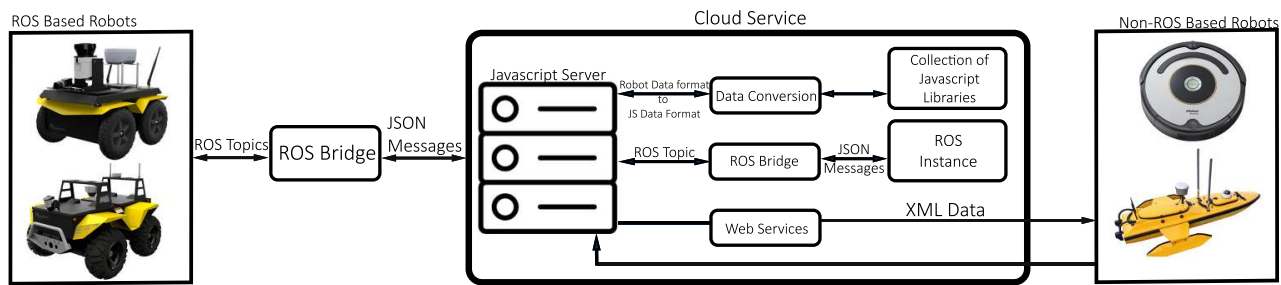 ROS Based Robots
ROS Topics
ROS Bridge
JSON
Messages
Cloud Service
Javascript Server
Robot Data format
to
JS Data Format
Data Conversion
Collection of
Javascript
Libraries
ROS Topic
ROS Bridge
JSON
Messages
ROS
Instance
Web Services
XML Data
Non-ROS Based Robots